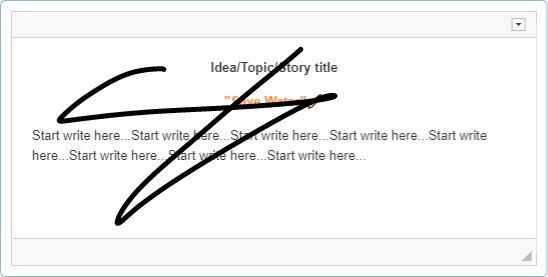 Idea/Topic/Story title
"Save Water"
Start write here...Start write here...Start write here...Start write here...Start write
here...Start write here...Start write here...Start write here...